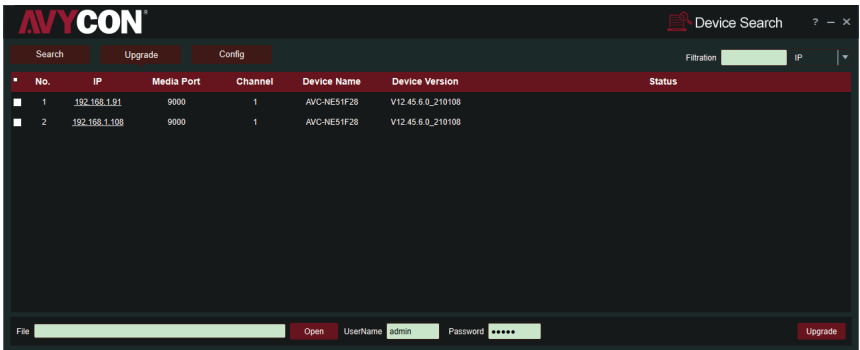 AVYCON® Device Search ? – ×
Search Upgrade Config Filtration IP
No. IP Media Port Channel Device Name Device Version Status
1 192.168.1.91 9000 1 AVC-NE51F28 V12.45.6.0_210108
2 192.168.1.108 9000 1 AVC-NE51F28 V12.45.6.0_210108
File Open UserName admin Password ●●●●● Upgrade